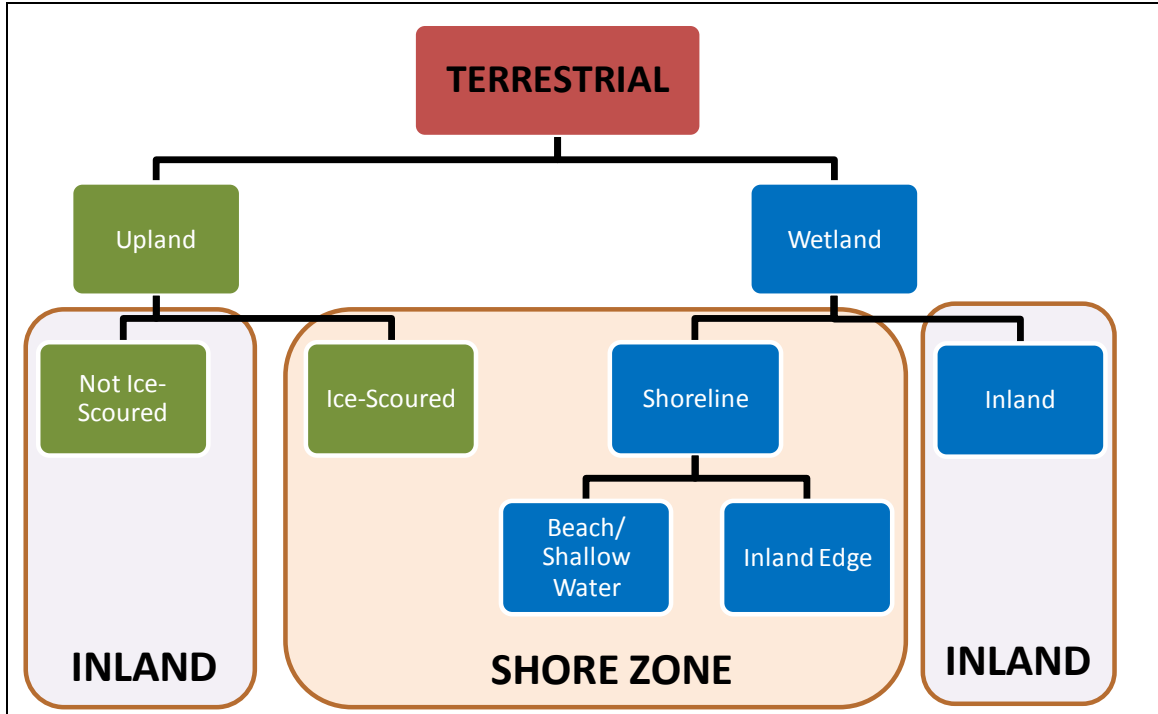 TERRESTRIAL
Upland
Wetland
Not Ice-
Scoured
Ice-Scoured
Shoreline
Inland
Beach/
Shallow
Water
Inland Edge
INLAND
SHORE ZONE
INLAND